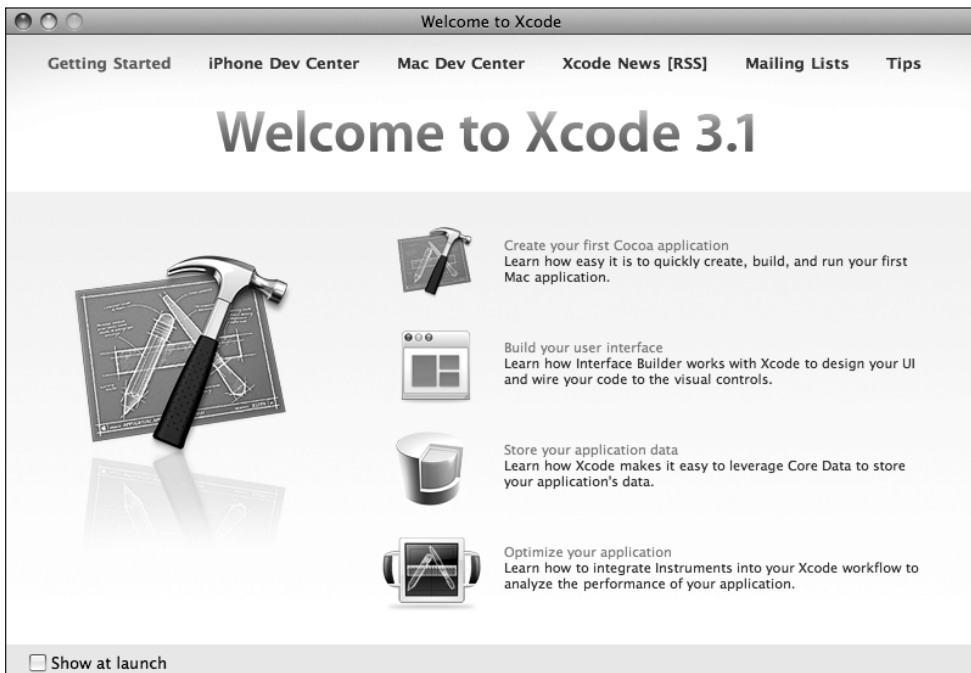 Welcome to Xcode
Getting Started iPhone Dev Center Mac Dev Center Xcode News [RSS] Mailing Lists Tips
Welcome to Xcode 3.1
Create your first Cocoa application
Learn how easy it is to quickly create, build, and run your first
Mac application.
Build your user interface
Learn how Interface Builder works with Xcode to design your UI
and wire your code to the visual controls.
Store your application data
Learn how Xcode makes it easy to leverage Core Data to store
your application's data.
Optimize your application
Learn how to integrate Instruments into your Xcode workflow to
analyze the performance of your application.
Show at launch